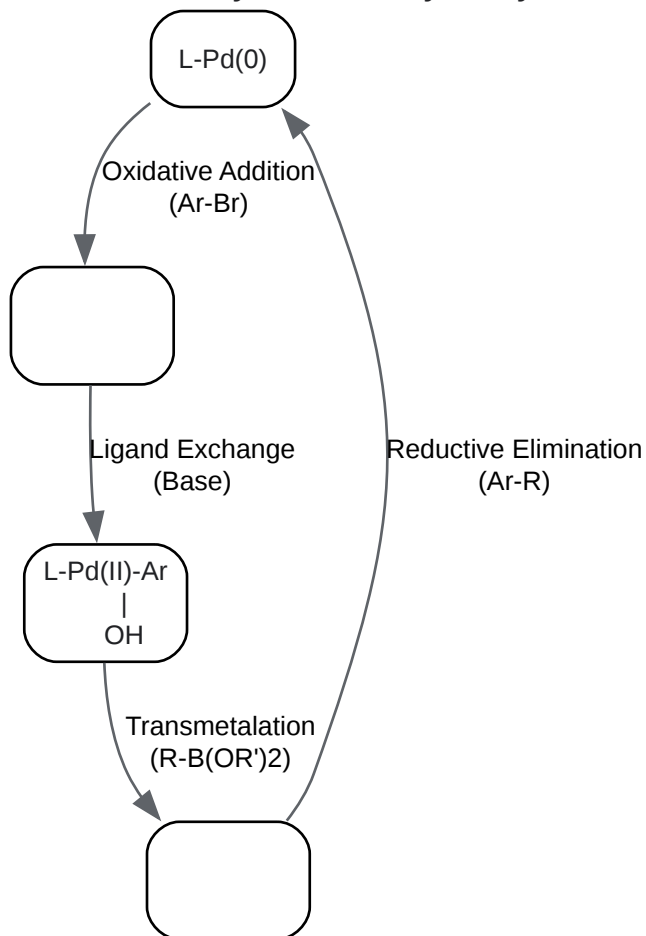 L-Pd(0)
Oxidative Addition
(Ar-Br)
Ligand Exchange
(Base)
Reductive Elimination
(Ar-R)
L-Pd(II)-Ar
|
OH
Transmetalation
(R-B(OR')2)